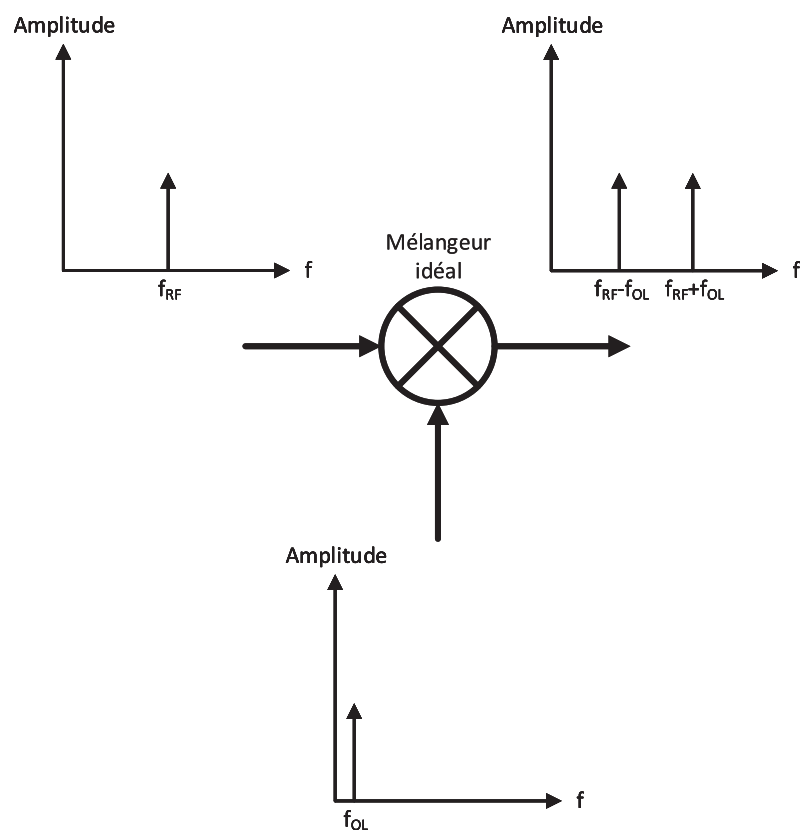 Amplitude
f
fRF
Amplitude
f
fRF-fOL
fRF+fOL
Mélangeur
idéal
Amplitude
f
fOL